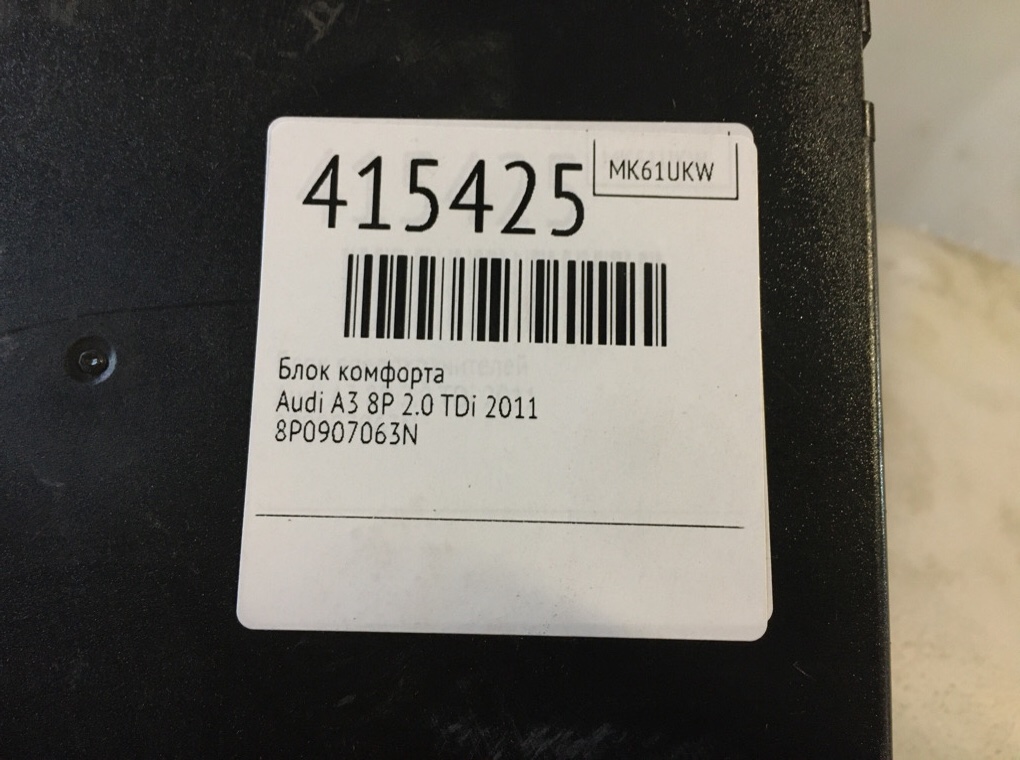 415425
MK61UKW
Блок комфорта
Audi A3 8P 2.0 TDi 2011
8P0907063N